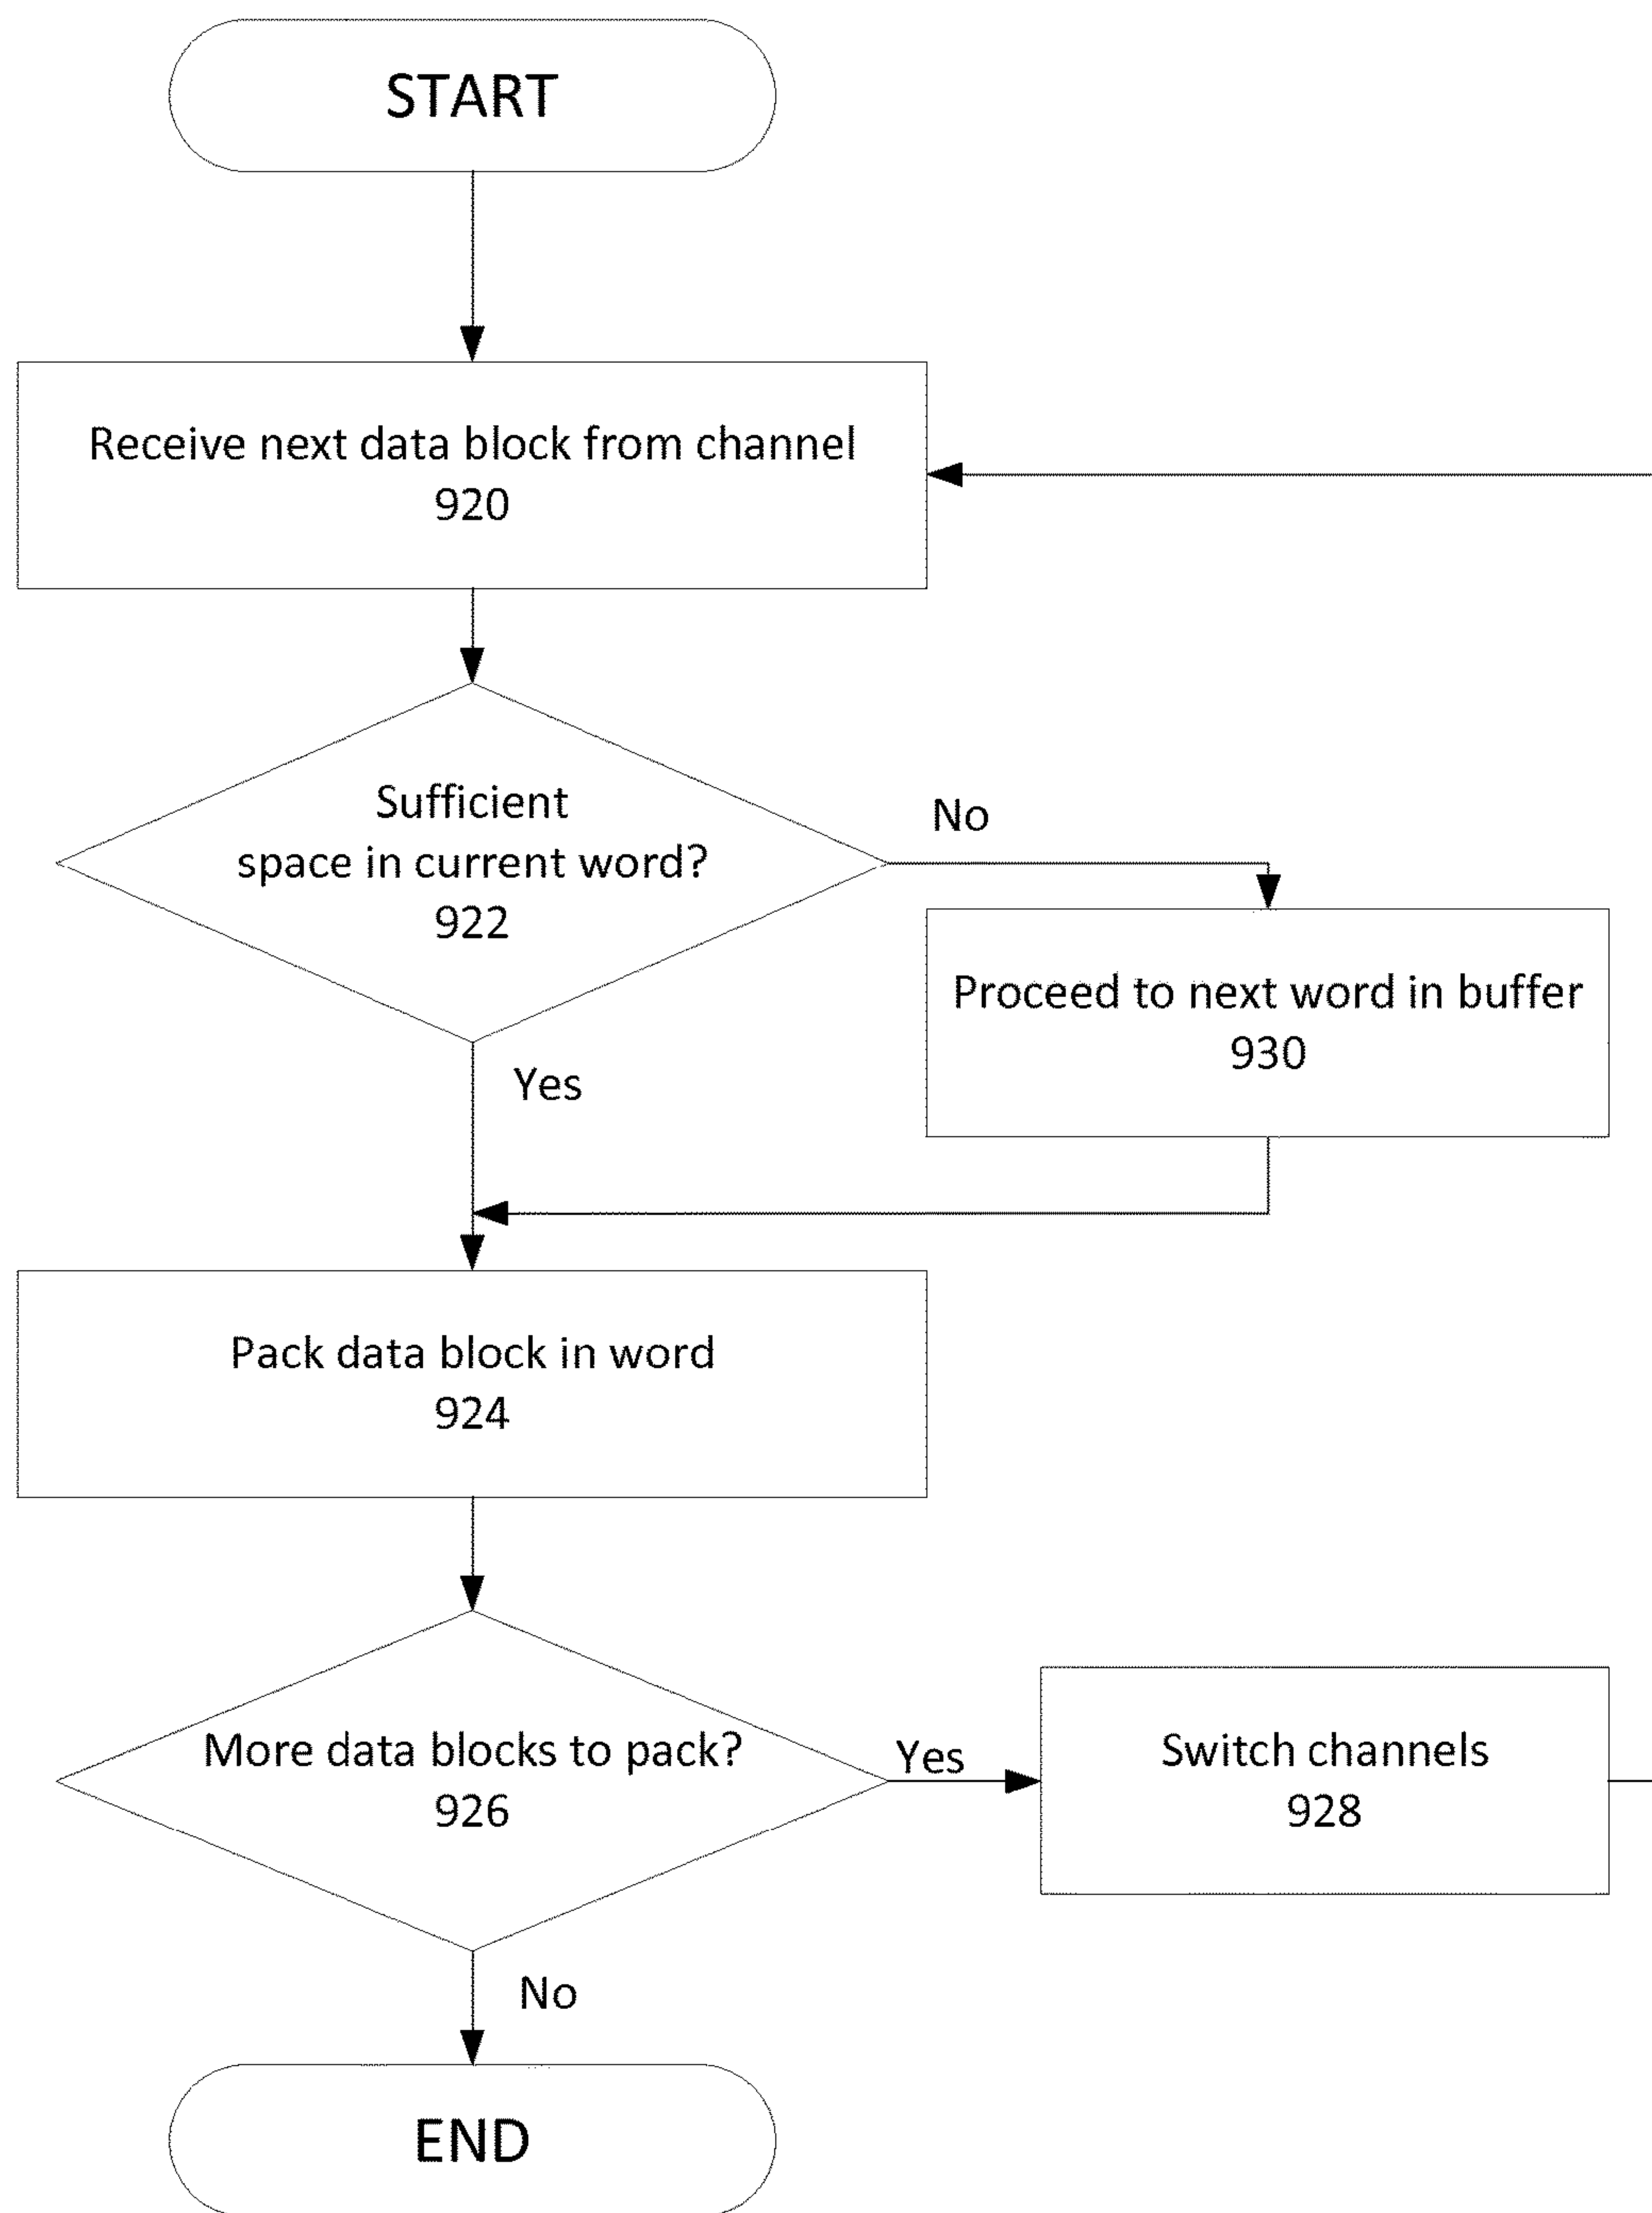 START
Receive next data block from channel
920
Sufficient
space in current word?
922
No
Proceed to next word in buffer
930
Yes
Pack data block in word
924
More data blocks to pack?
926
Yes
Switch channels
928
No
END